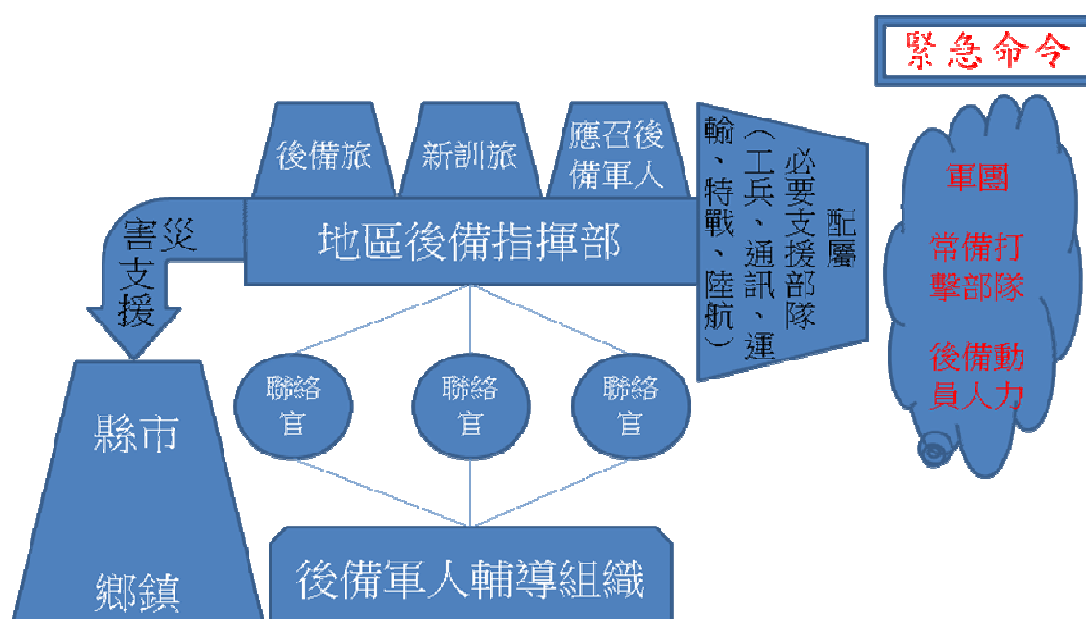 緊急命令
後備旅
新訓旅
應召後
備軍人
配屬
必要支援部隊
（工兵、通訊、運
輸、特戰、陸航）
軍團
常備打
擊部隊
後備動
員人力
地區後備指揮部
害災
支
援
聯絡
官
聯絡
官
聯絡
官
縣市
鄉鎮
後備軍人輔導組織